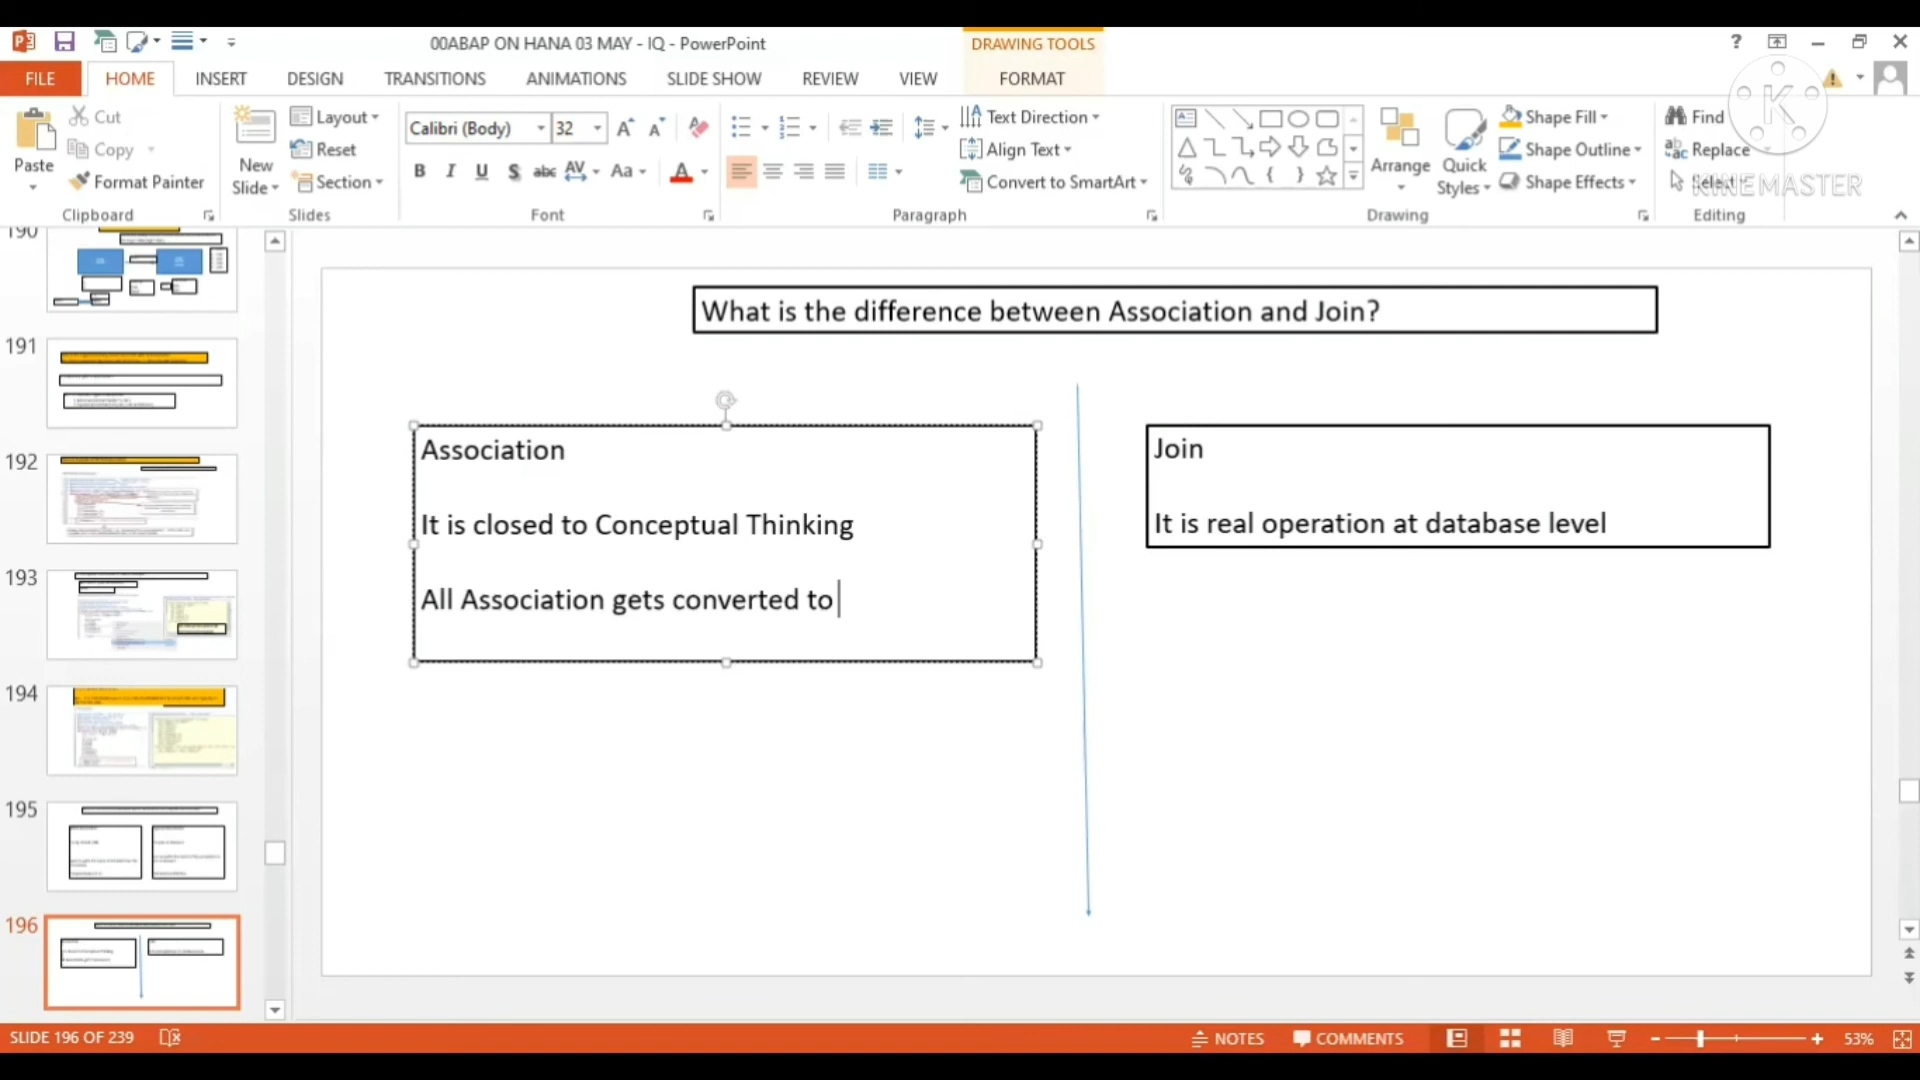 00ABAP ON HANA 03 MAY - IQ - PowerPoint
DRAWING TOOLS
?
FILE
HOME
INSERT
DESIGN
TRANSITIONS
ANIMATIONS
SLIDE SHOW
REVIEW
VIEW
FORMAT
Paste
Cut
Copy
Format Painter
Clipboard
New
Slide
Layout
Reset
Section
Slides
Calibri (Body)
32
B I U S abc AV Aa A
Font
Text Direction
Align Text
Convert to SmartArt
Paragraph
Arrange
Quick
Styles
Shape Fill
Shape Outline
Shape Effects
Drawing
Find
Replace
Select
Editing
K
KINEMASTER
190
191
192
193
194
195
196
What is the difference between Association and Join?
Association
It is closed to Conceptual Thinking
All Association gets converted to
Join
It is real operation at database level
SLIDE 196 OF 239
NOTES
COMMENTS
53%